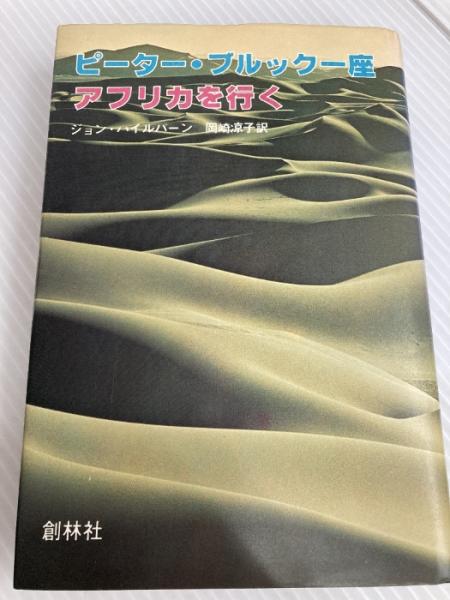 ピーター・ブルック一座
アフリカを行く
ジョン・ハイルパーン 岡崎凉子訳
創林社